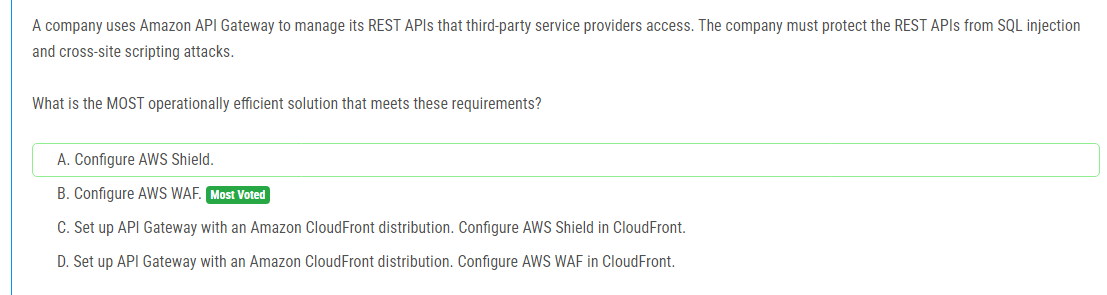 A company uses Amazon API Gateway to manage its REST APIs that third-party service providers access. The company must protect the REST APIs from SQL injection
and cross-site scripting attacks.
What is the MOST operationally efficient solution that meets these requirements?
A. Configure AWS Shield.
B. Configure AWS WAF. Most Voted
C. Set up API Gateway with an Amazon CloudFront distribution. Configure AWS Shield in CloudFront.
D. Set up API Gateway with an Amazon CloudFront distribution. Configure AWS WAF in CloudFront.